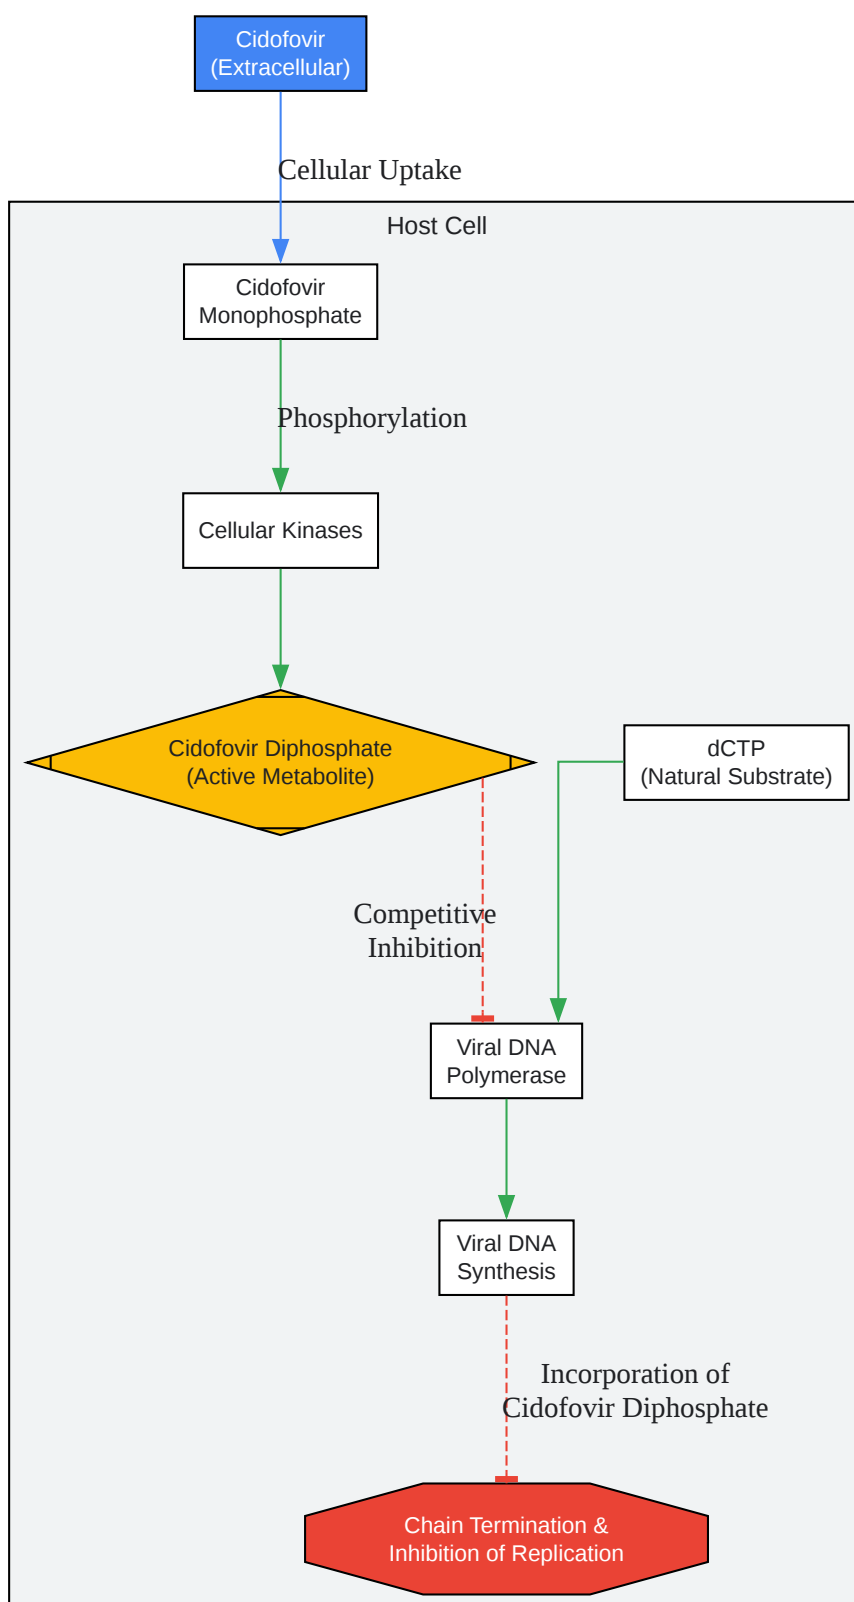 Cidofovir
(Extracellular)
Cellular Uptake
Host Cell
Cidofovir
Monophosphate
Phosphorylation
Cellular Kinases
Cidofovir Diphosphate
(Active Metabolite)
dCTP
(Natural Substrate)
Competitive
Inhibition
Viral DNA
Polymerase
Viral DNA
Synthesis
Incorporation of
Cidofovir Diphosphate
Chain Termination &
Inhibition of Replication